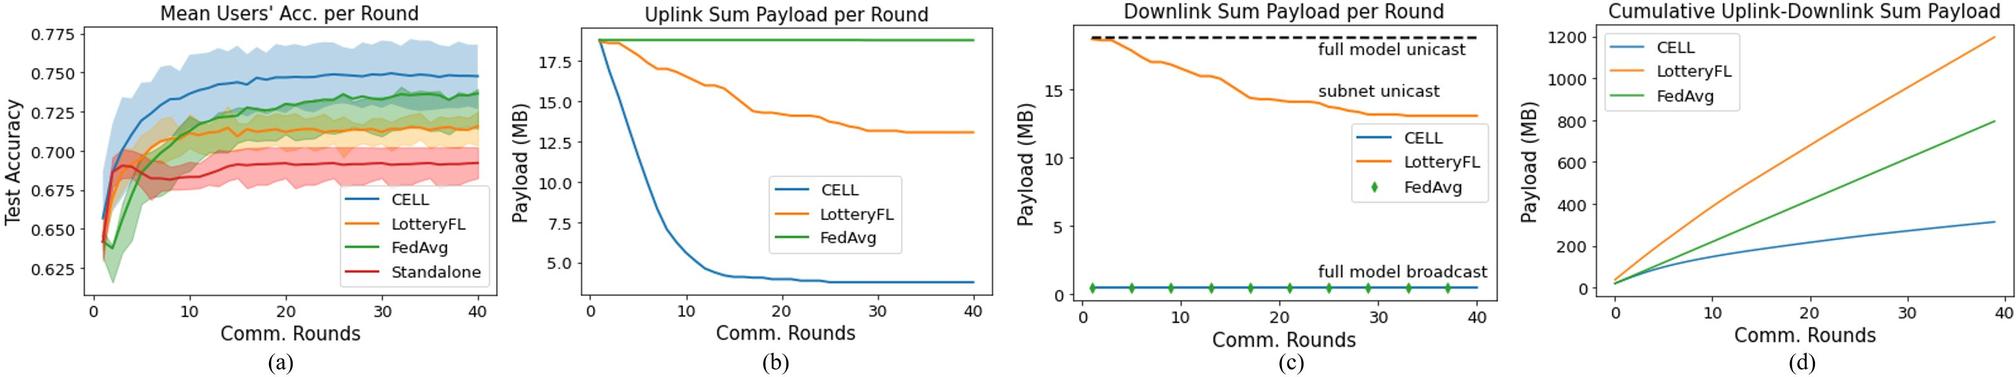 Mean Users' Acc. per Round
Test Accuracy
0.775
0.750
0.725
0.700
0.675
0.650
0.625
CELL
LotteryFL
FedAvg
Standalone
0 10 20 30 40
Comm. Rounds
(a)
Uplink Sum Payload per Round
Payload (MB)
17.5
15.0
12.5
10.0
7.5
5.0
CELL
LotteryFL
FedAvg
0 10 20 30 40
Comm. Rounds
(b)
Downlink Sum Payload per Round
Payload (MB)
15
10
5
0
full model unicast
subnet unicast
CELL
LotteryFL
FedAvg
full model broadcast
0 10 20 30 40
Comm. Rounds
(c)
Cumulative Uplink-Downlink Sum Payload
Payload (MB)
1200
1000
800
600
400
200
0
CELL
LotteryFL
FedAvg
0 10 20 30 40
Comm. Rounds
(d)